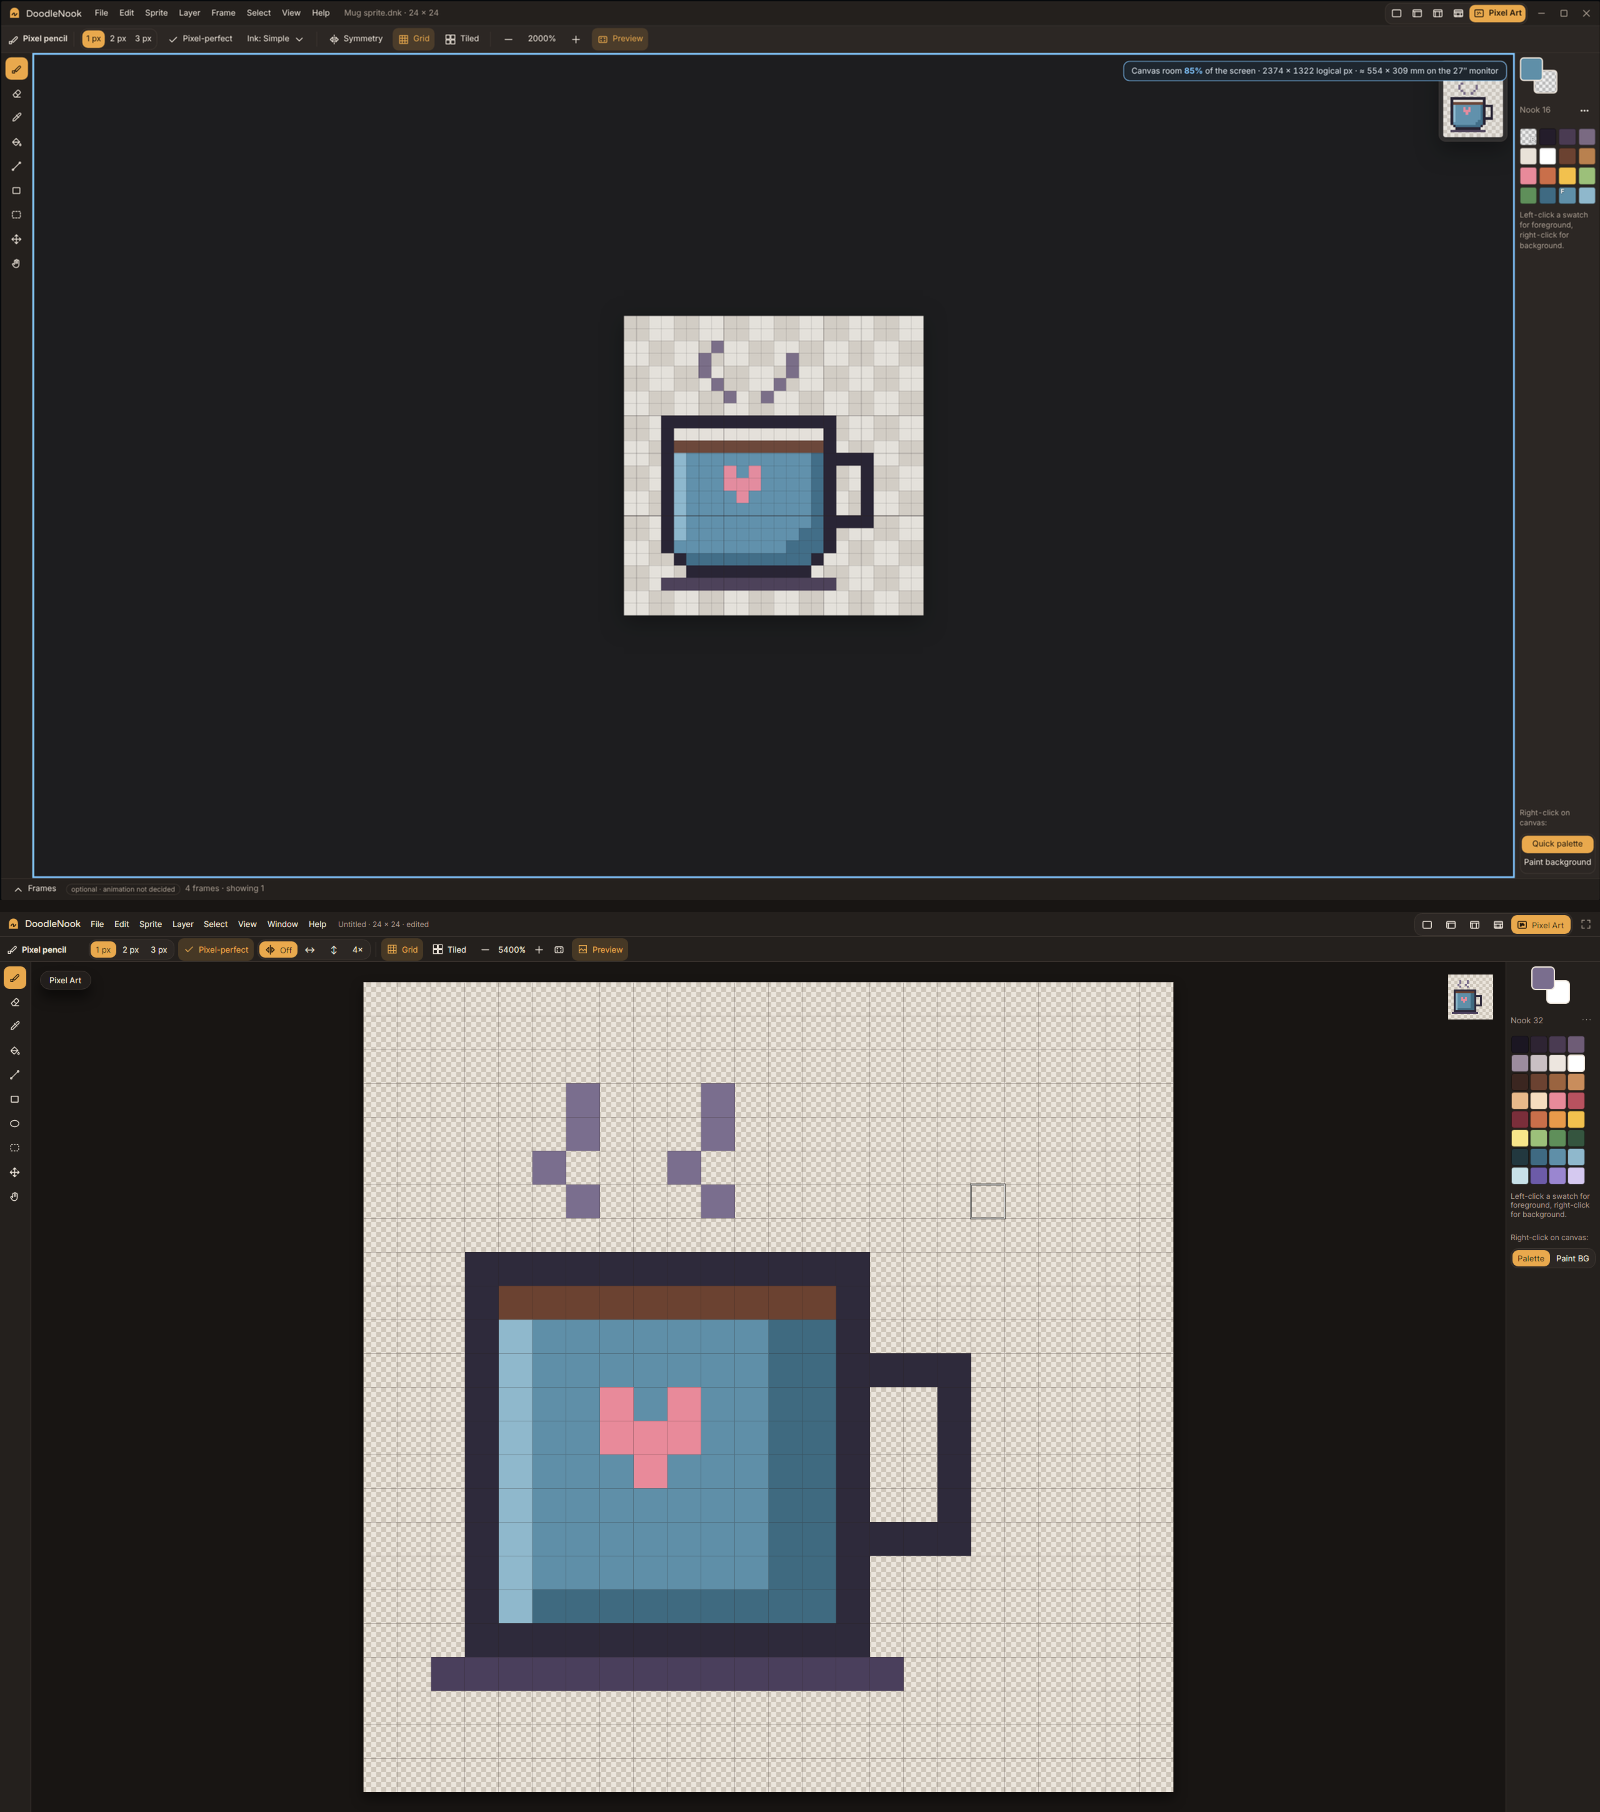 DoodleNook File Edit Sprite Layer Frame Select View Help Mug sprite.dnk · 24 × 24 Pixel Art
Pixel pencil 1 px 2 px 3 px Pixel-perfect Ink: Simple Symmetry Grid Tiled 2000% Preview
Canvas room 85% of the screen · 2374 × 1322 logical px · ≈ 554 × 309 mm on the 27" monitor
Nook 16
F
Left-click a swatch
for foreground,
right-click for
background.
Right-click on
canvas:
Quick palette
Paint background
Frames optional · animation not decided 4 frames · showing 1
DoodleNook File Edit Sprite Layer Select View Window Help Untitled · 24 × 24 · edited Pixel Art
Pixel pencil 1 px 2 px 3 px Pixel-perfect Off 4× Grid Tiled 5400% Preview
Pixel Art
Nook 32
Left-click a swatch for
foreground, right-click
for background.
Right-click on canvas:
Palette Paint BG